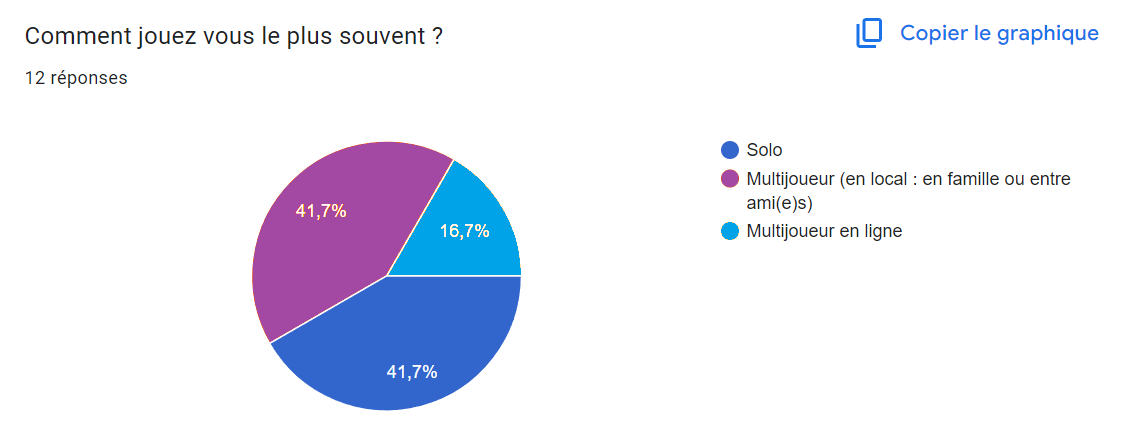 Comment jouez vous le plus souvent ?
Copier le graphique
12 réponses
41,7%
16,7%
41,7%
Solo
Multijoueur (en local : en famille ou entre
ami(e)s)
Multijoueur en ligne